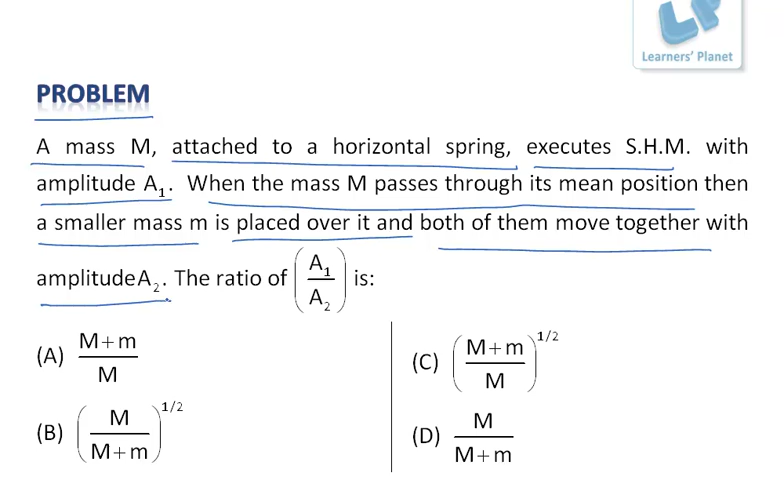 LP
Learners' Planet
PROBLEM
A mass M, attached to a horizontal spring, executes S.H.M. with
amplitude A₁. When the mass M passes through its mean position then
a smaller mass m is placed over it and both of them move together with
amplitude A₂. The ratio of (A₁/A₂) is:
(A) (M+m)/M
(B) (M/(M+m))^1/2
(C) ((M+m)/M)^1/2
(D) M/(M+m)